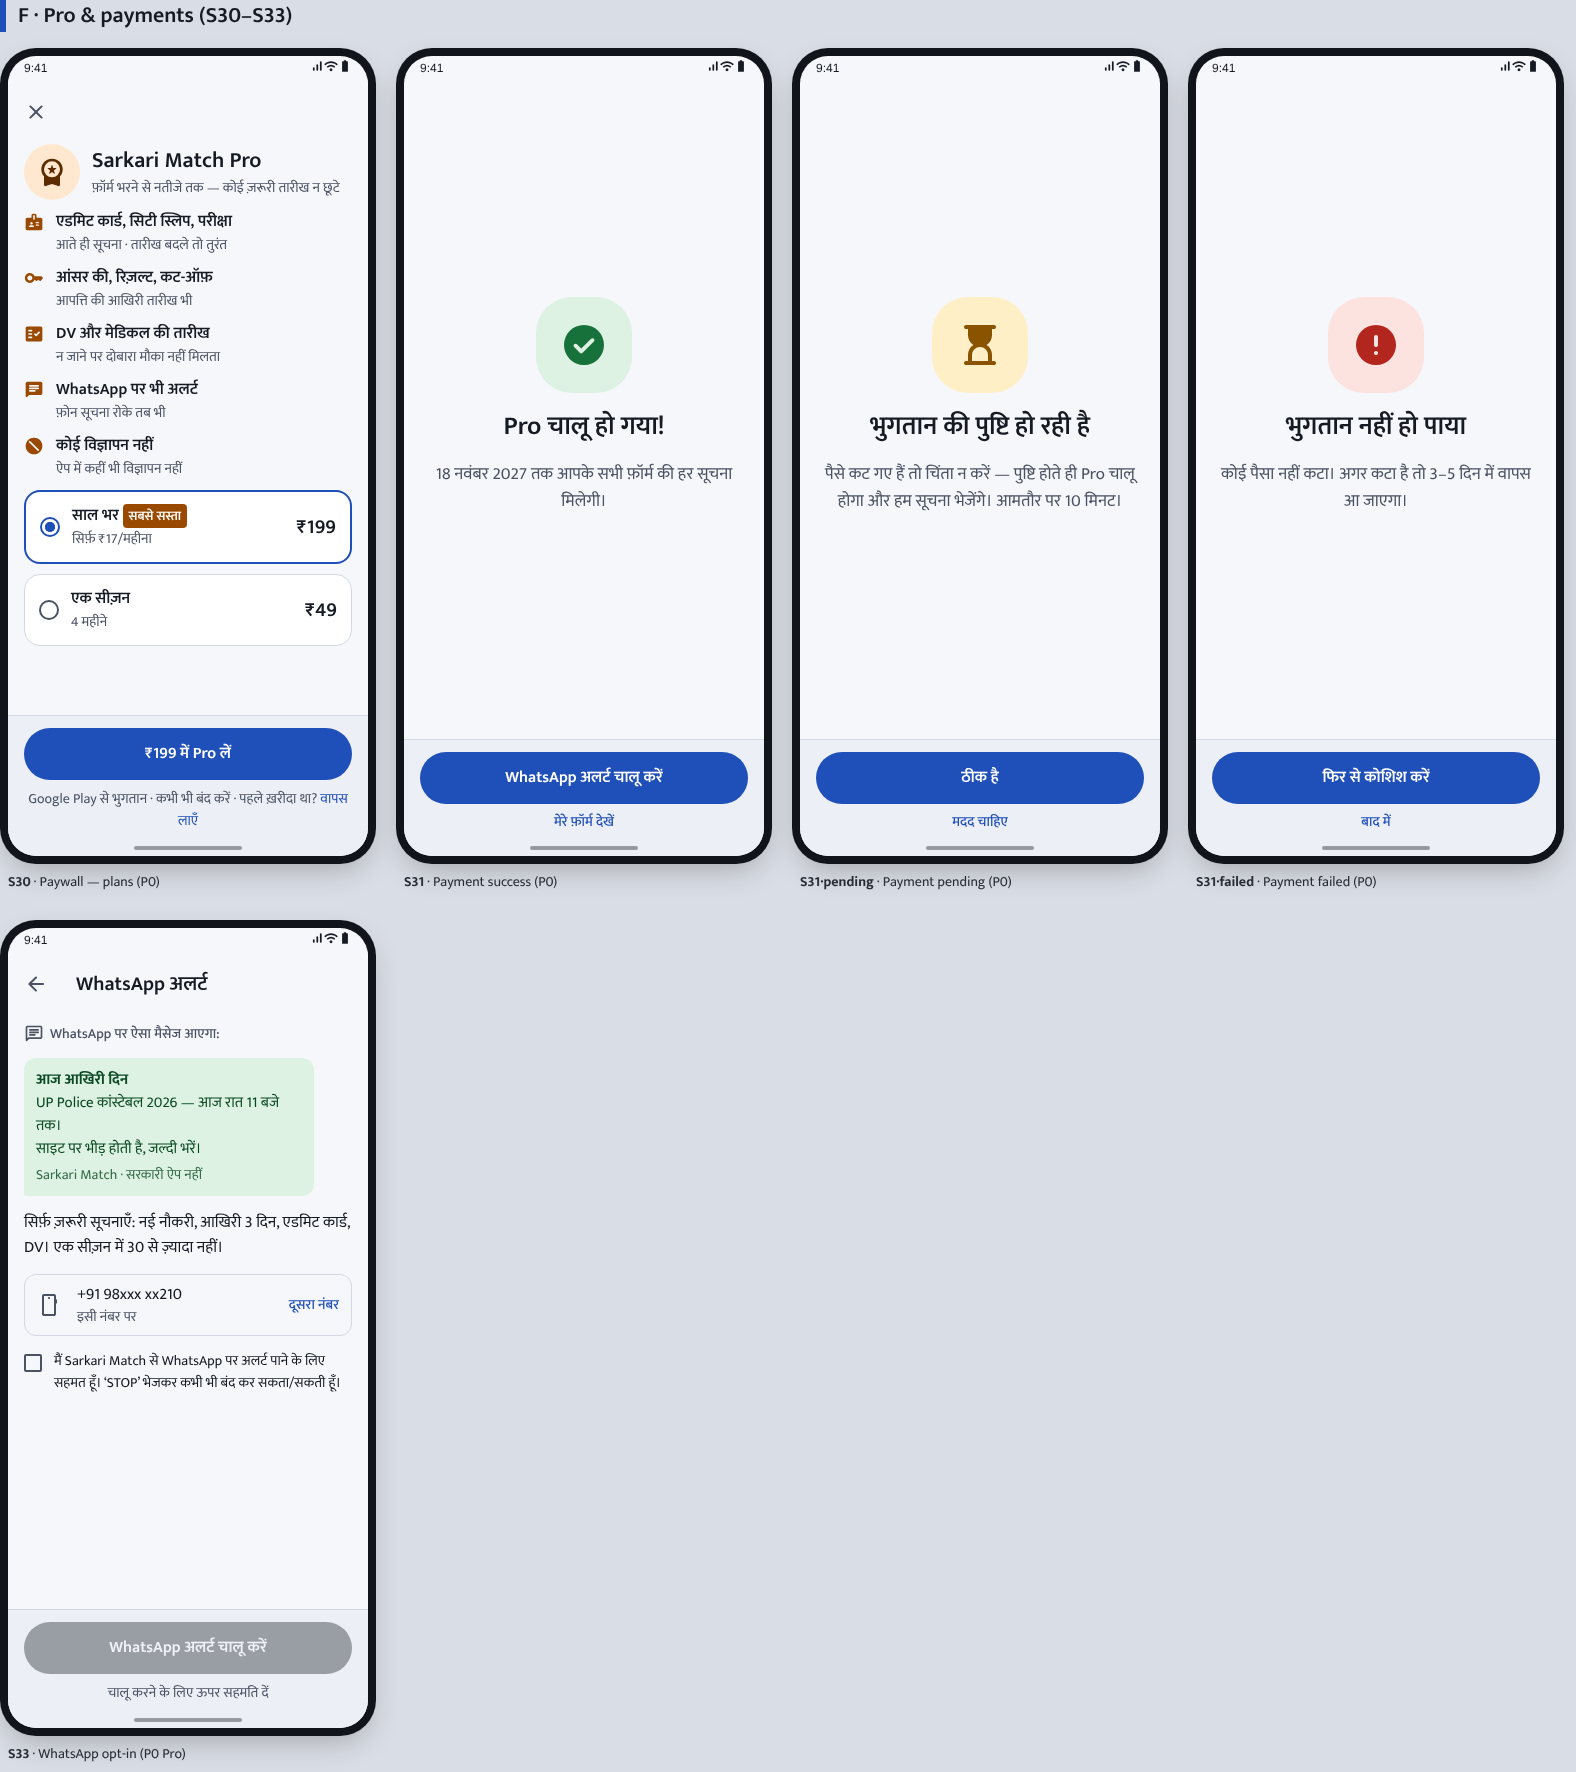 F · Pro & payments (S30–S33)
9:41
Sarkari Match Pro
फ़ॉर्म भरने से नतीजे तक — कोई ज़रूरी तारीख न छूटे
एडमिट कार्ड, सिटी स्लिप, परीक्षा
आते ही सूचना · तारीख बदले तो तुरंत
आंसर की, रिज़ल्ट, कट-ऑफ़
आपत्ति की आखिरी तारीख भी
DV और मेडिकल की तारीख
न जाने पर दोबारा मौका नहीं मिलता
WhatsApp पर भी अलर्ट
फ़ोन सूचना रोके तब भी
कोई विज्ञापन नहीं
ऐप में कहीं भी विज्ञापन नहीं
साल भर सबसे सस्ता
सिर्फ़ ₹17/महीना
₹199
एक सीज़न
4 महीने
₹49
₹199 में Pro लें
Google Play से भुगतान · कभी भी बंद करें · पहले ख़रीदा था? वापस
लाएँ
S30 · Paywall — plans (P0)
9:41
Pro चालू हो गया!
18 नवंबर 2027 तक आपके सभी फ़ॉर्म की हर सूचना
मिलेगी।
WhatsApp अलर्ट चालू करें
मेरे फ़ॉर्म देखें
S31 · Payment success (P0)
9:41
भुगतान की पुष्टि हो रही है
पैसे कट गए हैं तो चिंता न करें — पुष्टि होते ही Pro चालू
होगा और हम सूचना भेजेंगे। आमतौर पर 10 मिनट।
ठीक है
मदद चाहिए
S31·pending · Payment pending (P0)
9:41
भुगतान नहीं हो पाया
कोई पैसा नहीं कटा। अगर कटा है तो 3–5 दिन में वापस
आ जाएगा।
फिर से कोशिश करें
बाद में
S31·failed · Payment failed (P0)
9:41
WhatsApp अलर्ट
WhatsApp पर ऐसा मैसेज आएगा:
आज आखिरी दिन
UP Police कांस्टेबल 2026 — आज रात 11 बजे
तक।
साइट पर भीड़ होती है, जल्दी भरें।
Sarkari Match · सरकारी ऐप नहीं
सिर्फ़ ज़रूरी सूचनाएँ: नई नौकरी, आखिरी 3 दिन, एडमिट कार्ड,
DV। एक सीज़न में 30 से ज़्यादा नहीं।
+91 98xxx xx210
इसी नंबर पर
दूसरा नंबर
मैं Sarkari Match से WhatsApp पर अलर्ट पाने के लिए
सहमत हूँ। ‘STOP’ भेजकर कभी भी बंद कर सकता/सकती हूँ।
WhatsApp अलर्ट चालू करें
चालू करने के लिए ऊपर सहमति दें
S33 · WhatsApp opt-in (P0 Pro)